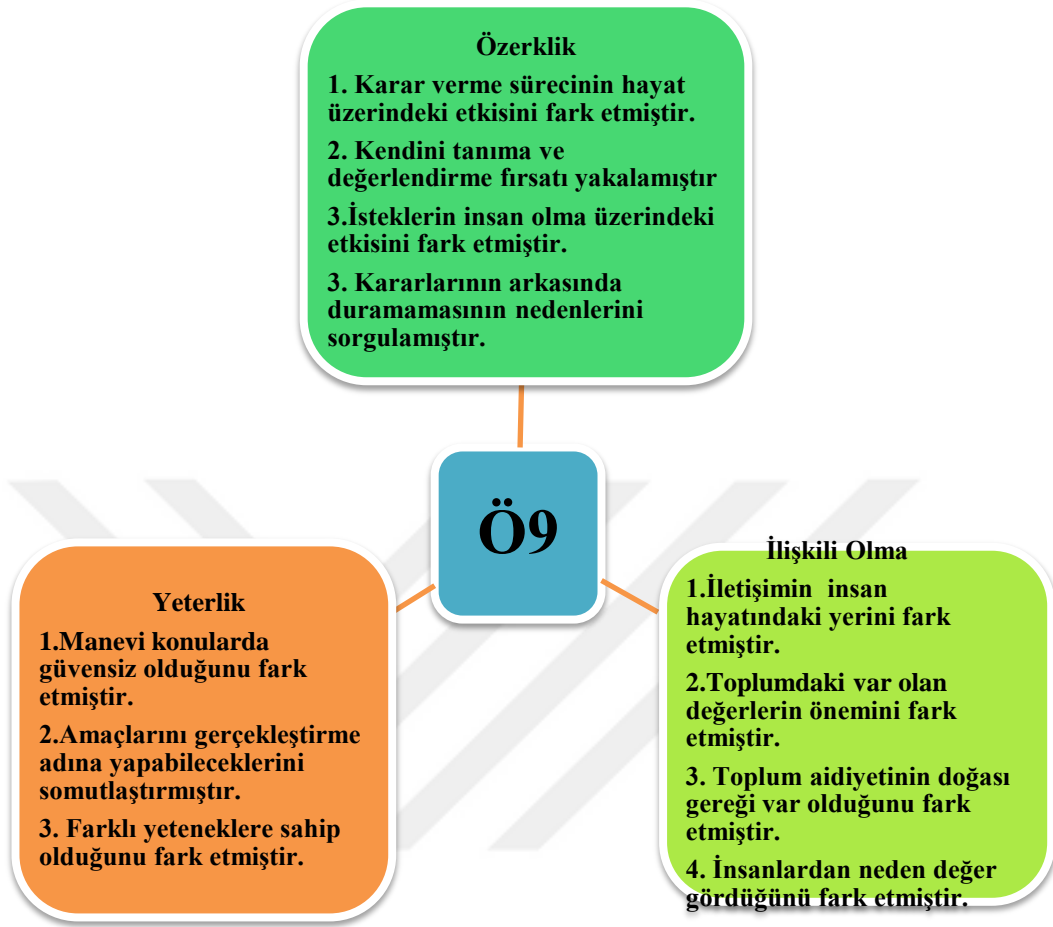 Özerklik
1. Karar verme sürecinin hayat
üzerindeki etkisini fark etmiştir.
2. Kendini tanıma ve
değerlendirme fırsatı yakalamıştır
3.İsteklerin insan olma üzerindeki
etkisini fark etmiştir.
3. Kararlarının arkasında
duramamasının nedenlerini
sorgulamıştır.
Ö9
Yeterlik
1.Manevi konularda
güvensiz olduğunu fark
etmiştir.
2.Amaçlarını gerçekleştirme
adına yapabileceklerini
somutlaştırmıştır.
3. Farklı yeteneklere sahip
olduğunu fark etmiştir.
İlişkili Olma
1.İletişimin insan
hayatındaki yerini fark
etmiştir.
2.Toplumdaki var olan
değerlerin önemini fark
etmiştir.
3. Toplum aidiyetinin doğası
gereği var olduğunu fark
etmiştir.
4. İnsanlardan neden değer
gördüğünü fark etmiştir.